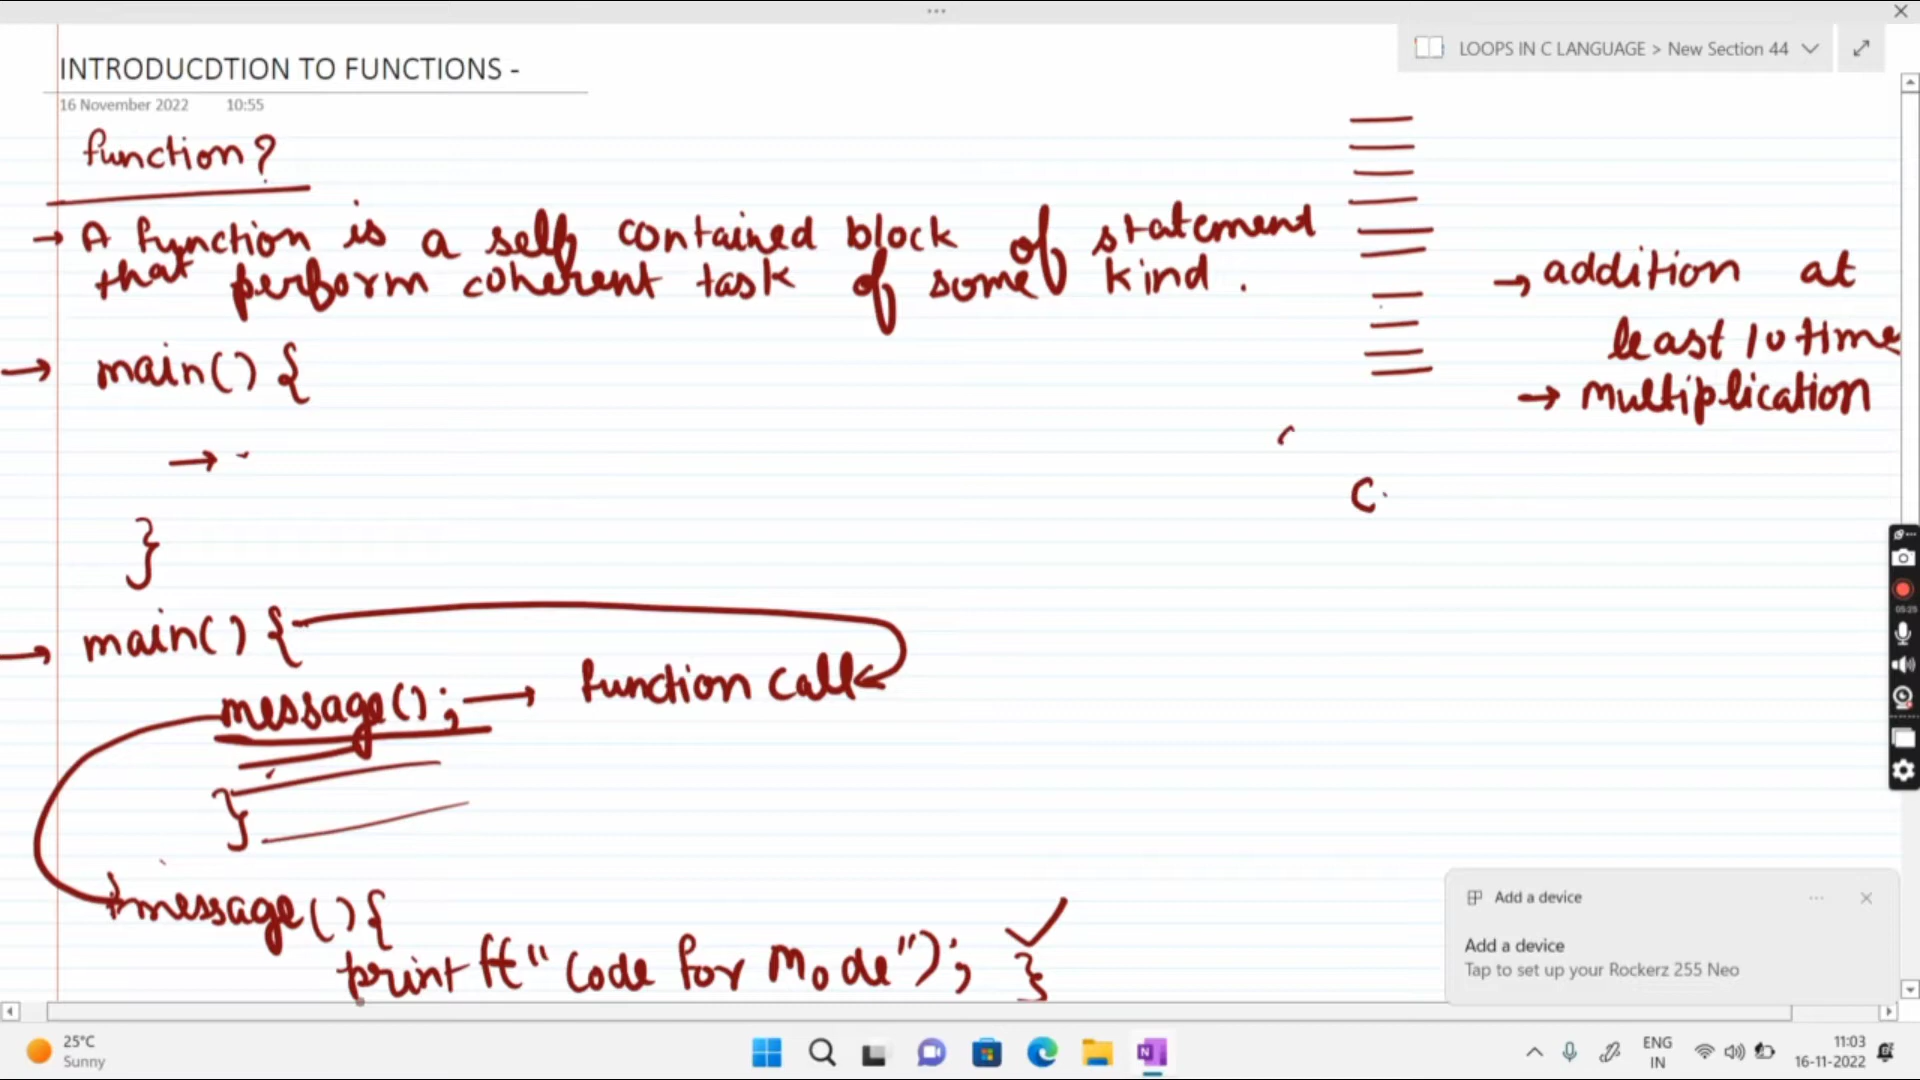 INTRODUCDTION TO FUNCTIONS -
16 November 2022 10:55
LOOPS IN C LANGUAGE > New Section 44
function?
→ A function is a self contained block of statement
that perform coherent task of some kind.
→ addition at
least 10 time
→ multiplication
→ main() {
→
}
C.
→ main() {
message(); → function call
}
message(){
printf("Code for Mode"); }
05:25
Add a device
Add a device
Tap to set up your Rockerz 255 Neo
25°C
Sunny
ENG
IN
11:03
16-11-2022